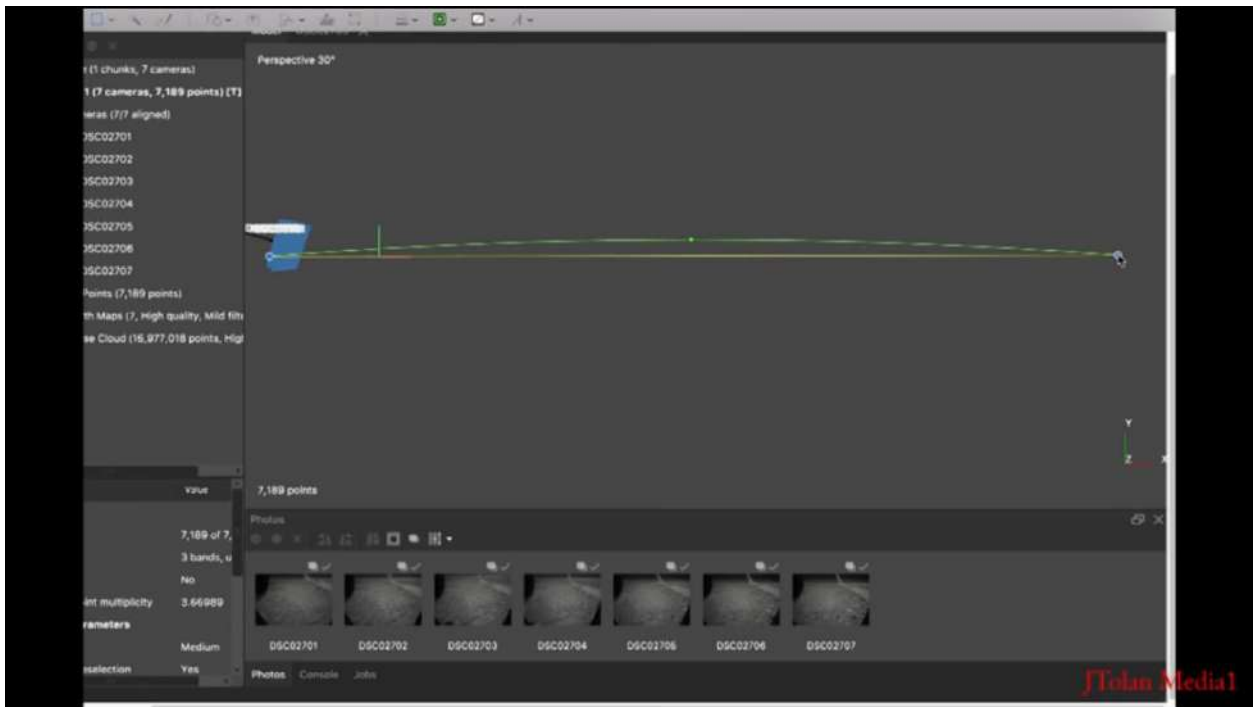 Perspective 30°
(1 chunks, 7 cameras)
1 (7 cameras, 7,189 points) [T]
eras (7/7 aligned)
DSC02701
DSC02702
DSC02703
DSC02704
DSC02705
DSC02706
DSC02707
Points (7,189 points)
th Maps (7, High quality, Mild filte
se Cloud (16,977,018 points, High
Y
Z X
Value
7,189 points
Photos
7,189 of 7,
3 bands, u
No
int multiplicity 3.66989
rameters
Medium
eselection Yes
DSC02701 DSC02702 DSC02703 DSC02704 DSC02705 DSC02706 DSC02707
Photos Console Jobs
JTolan Media1